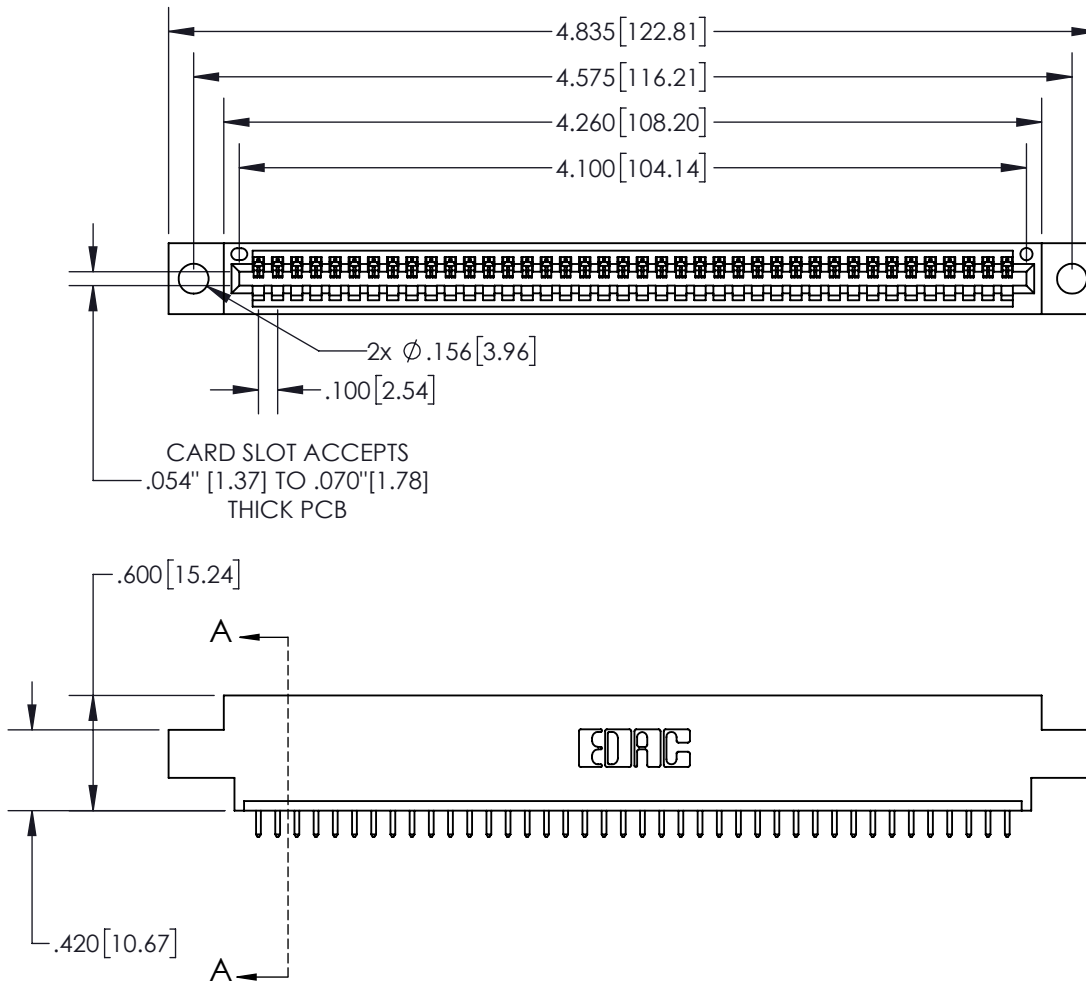 4.835[122.81]
4.575[116.21]
4.260[108.20]
4.100[104.14]
2x Ø.156[3.96]
.100[2.54]
CARD SLOT ACCEPTS
.054" [1.37] TO .070"[1.78]
THICK PCB
.600[15.24]
A
EDAC
.420[10.67]
A